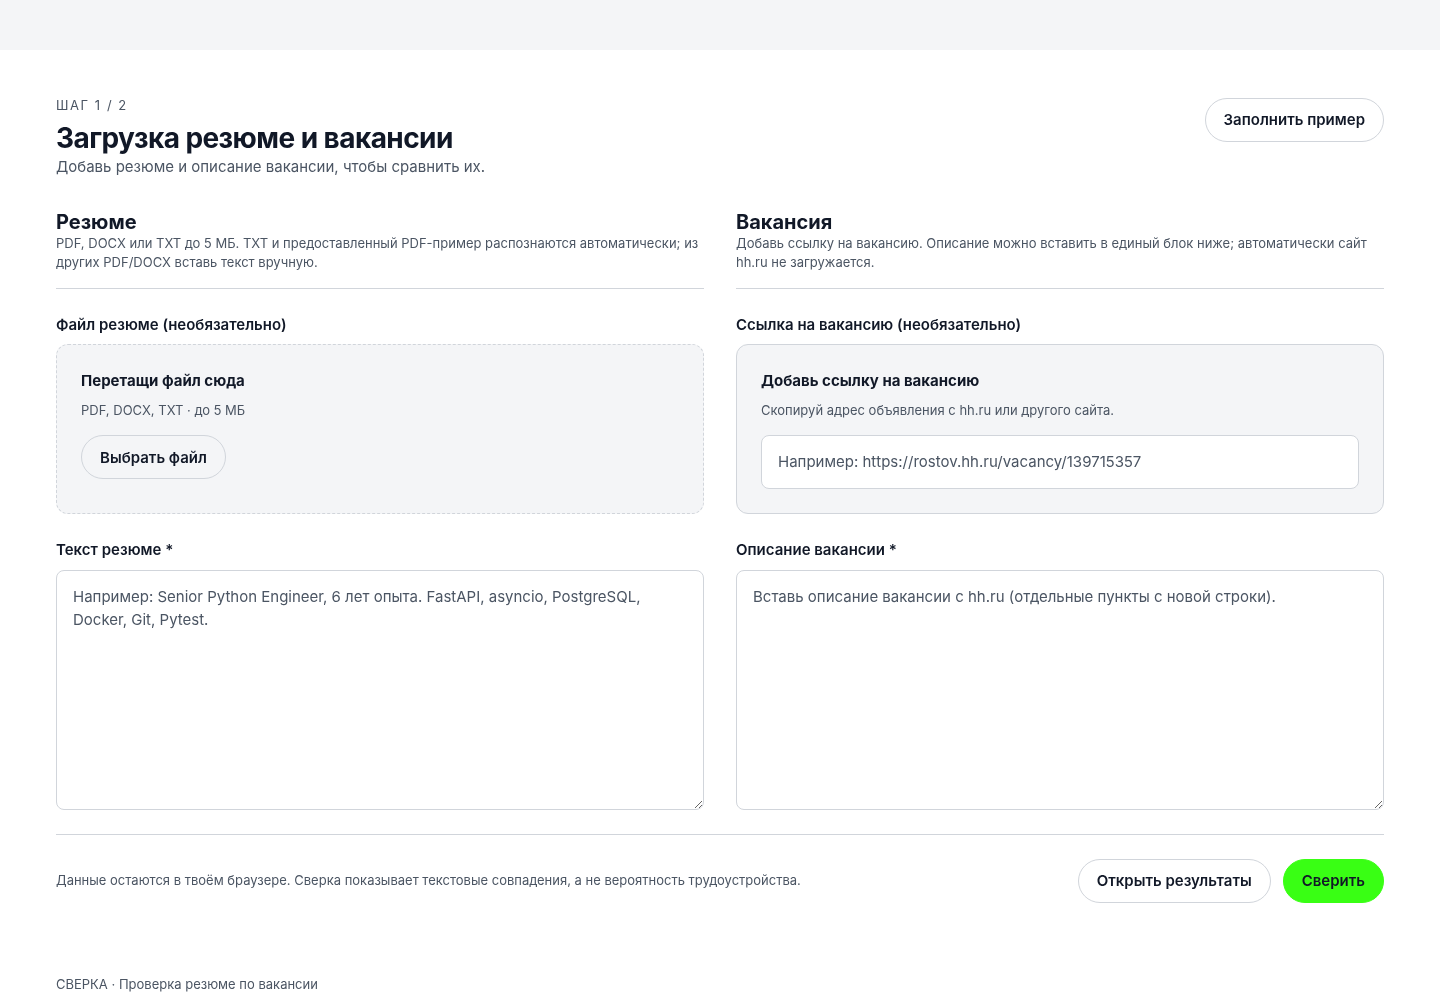 ШАГ 1 / 2
Загрузка резюме и вакансии
Добавь резюме и описание вакансии, чтобы сравнить их.
Заполнить пример
Резюме
PDF, DOCX или TXT до 5 МБ. TXT и предоставленный PDF-пример распознаются автоматически; из
других PDF/DOCX вставь текст вручную.
Файл резюме (необязательно)
Перетащи файл сюда
PDF, DOCX, TXT · до 5 МБ
Выбрать файл
Текст резюме *
Например: Senior Python Engineer, 6 лет опыта. FastAPI, asyncio, PostgreSQL,
Docker, Git, Pytest.
Вакансия
Добавь ссылку на вакансию. Описание можно вставить в единый блок ниже; автоматически сайт
hh.ru не загружается.
Ссылка на вакансию (необязательно)
Добавь ссылку на вакансию
Скопируй адрес объявления с hh.ru или другого сайта.
Например: https://rostov.hh.ru/vacancy/139715357
Описание вакансии *
Вставь описание вакансии с hh.ru (отдельные пункты с новой строки).
Данные остаются в твоём браузере. Сверка показывает текстовые совпадения, а не вероятность трудоустройства.
Открыть результаты
Сверить
СВЕРКА · Проверка резюме по вакансии